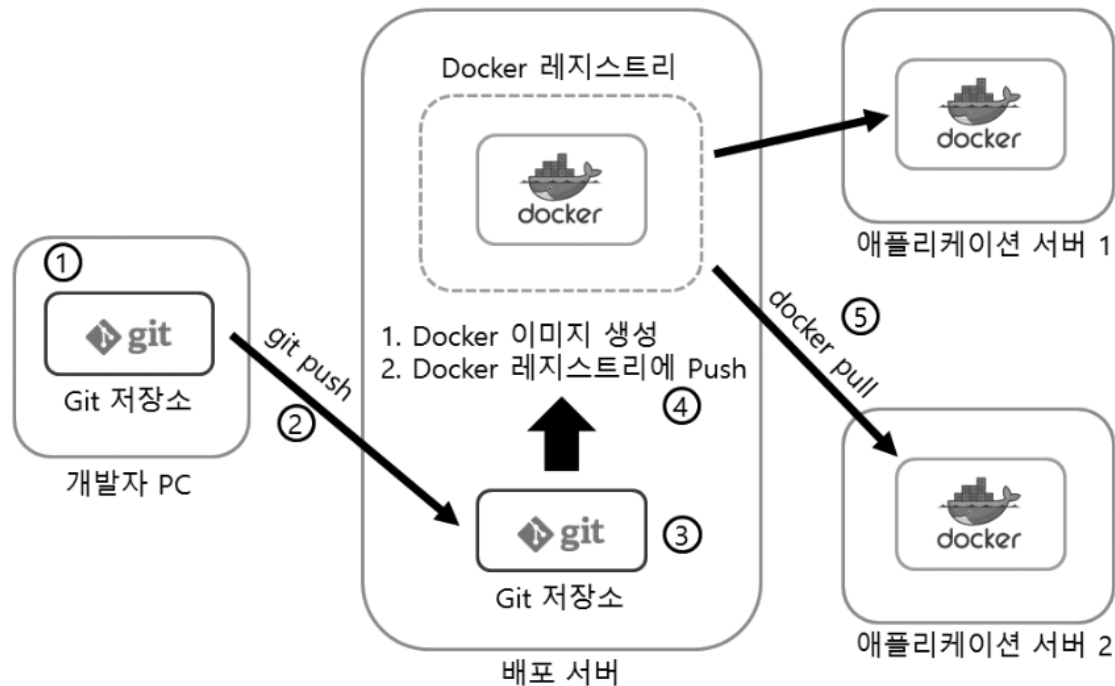 ①
git
Git 저장소
개발자 PC
git push
②
Docker 레지스트리
docker
1. Docker 이미지 생성
2. Docker 레지스트리에 Push
④
git
③
Git 저장소
배포 서버
docker
애플리케이션 서버 1
docker pull
⑤
docker
애플리케이션 서버 2